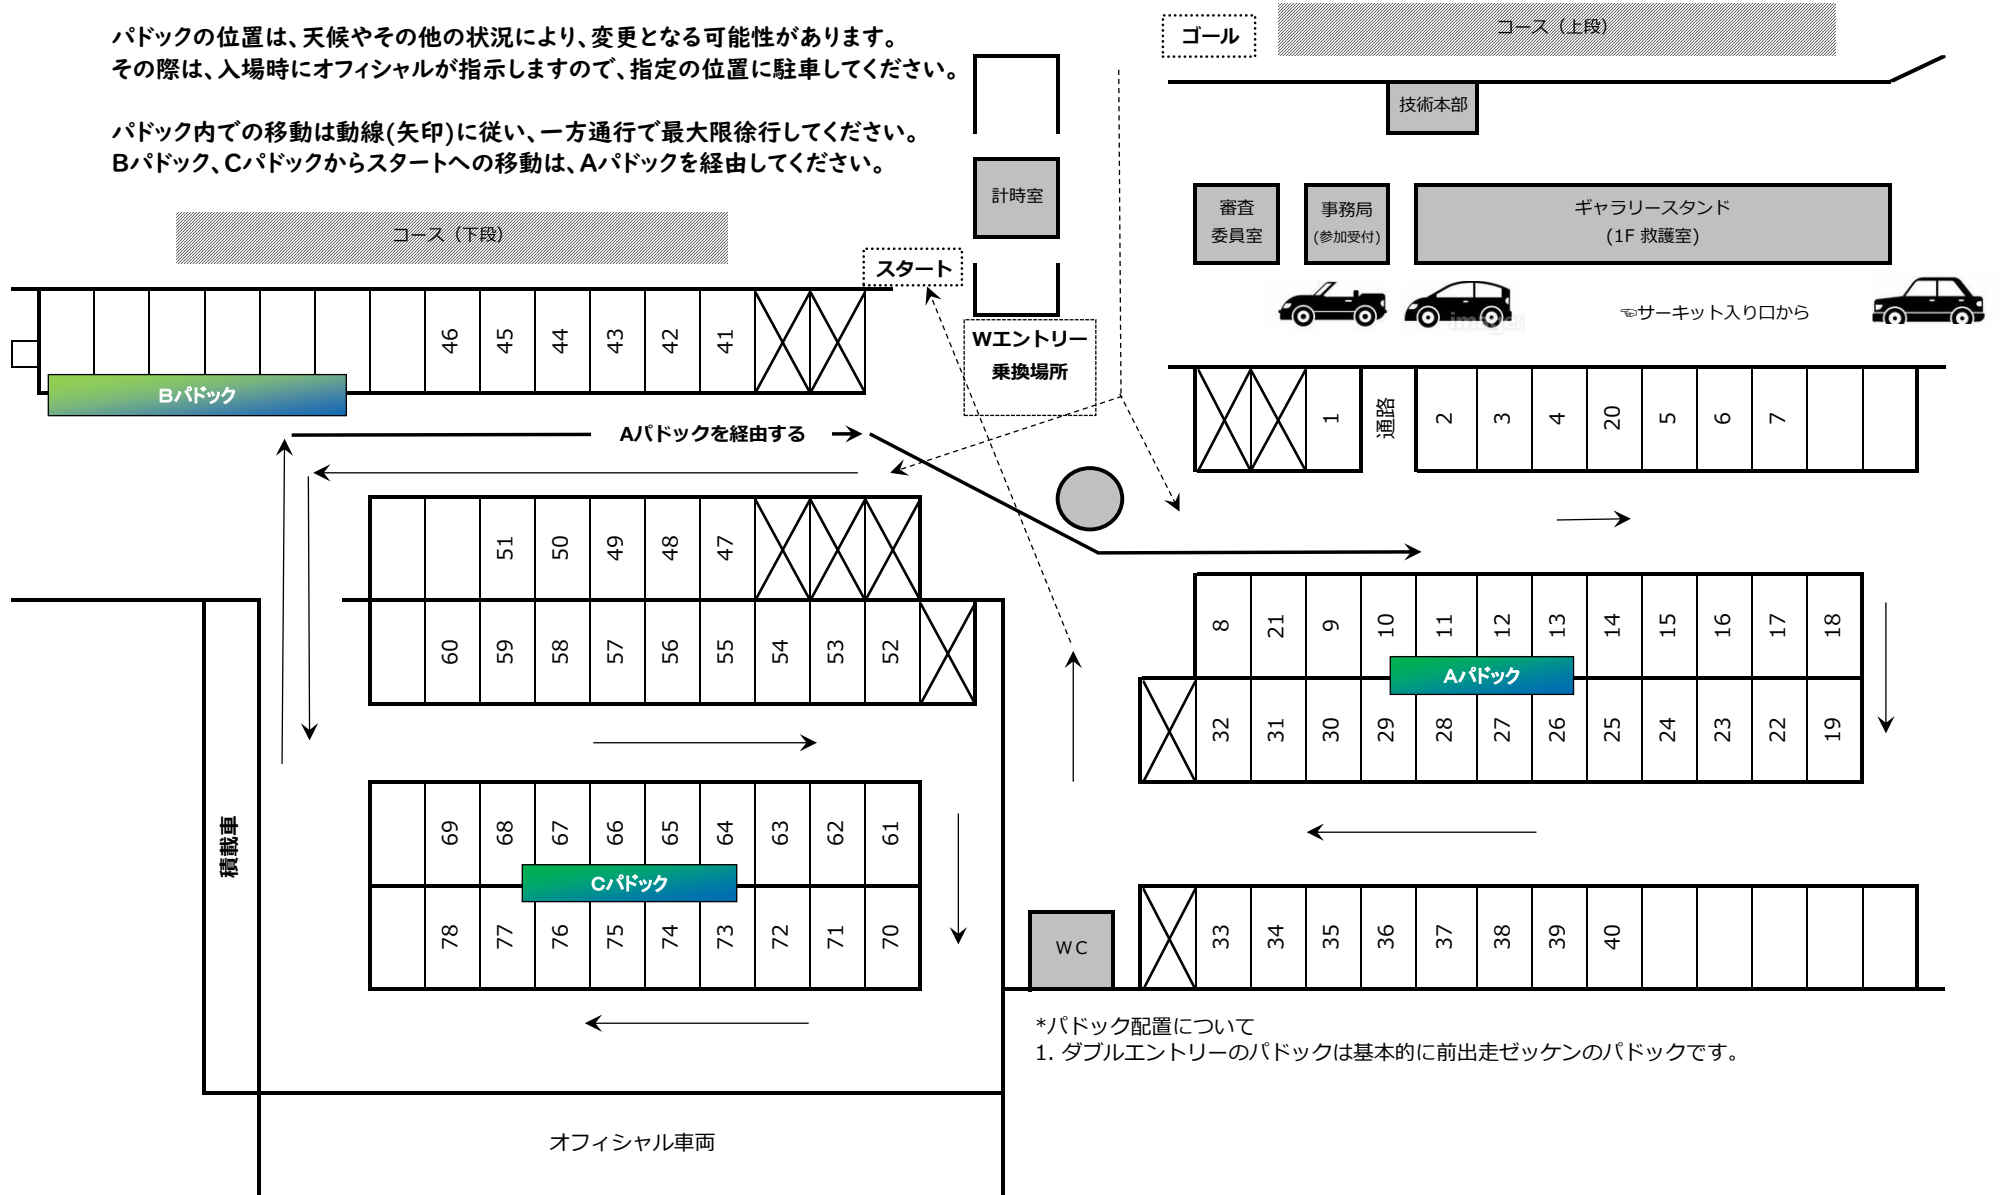 パドックの位置は、天候やその他の状況により、変更となる可能性があります。
その際は、入場時にオフィシャルが指示しますので、指定の位置に駐車してください。
パドック内での移動は動線(矢印)に従い、一方通行で最大限徐行してください。
Bパドック、Cパドックからスタートへの移動は、Aパドックを経由してください。
ゴール
コース（上段）
技術本部
計時室
審査
委員室
事務局
(参加受付)
ギャラリースタンド
(1F 救護室)
コース（下段）
スタート
☜サーキット入り口から
Wエントリー
乗換場所
46 45 44 43 42 41
Bパドック
1 通路 2 3 4 20 5 6 7
Aパドックを経由する
51 50 49 48 47
60 59 58 57 56 55 54 53 52
8 21 9 10 11 12 13 14 15 16 17 18
Aパドック
32 31 30 29 28 27 26 25 24 23 22 19
積載車
69 68 67 66 65 64 63 62 61
Cパドック
78 77 76 75 74 73 72 71 70
WC
33 34 35 36 37 38 39 40
*パドック配置について
1. ダブルエントリーのパドックは基本的に前出走ゼッケンのパドックです。
オフィシャル車両